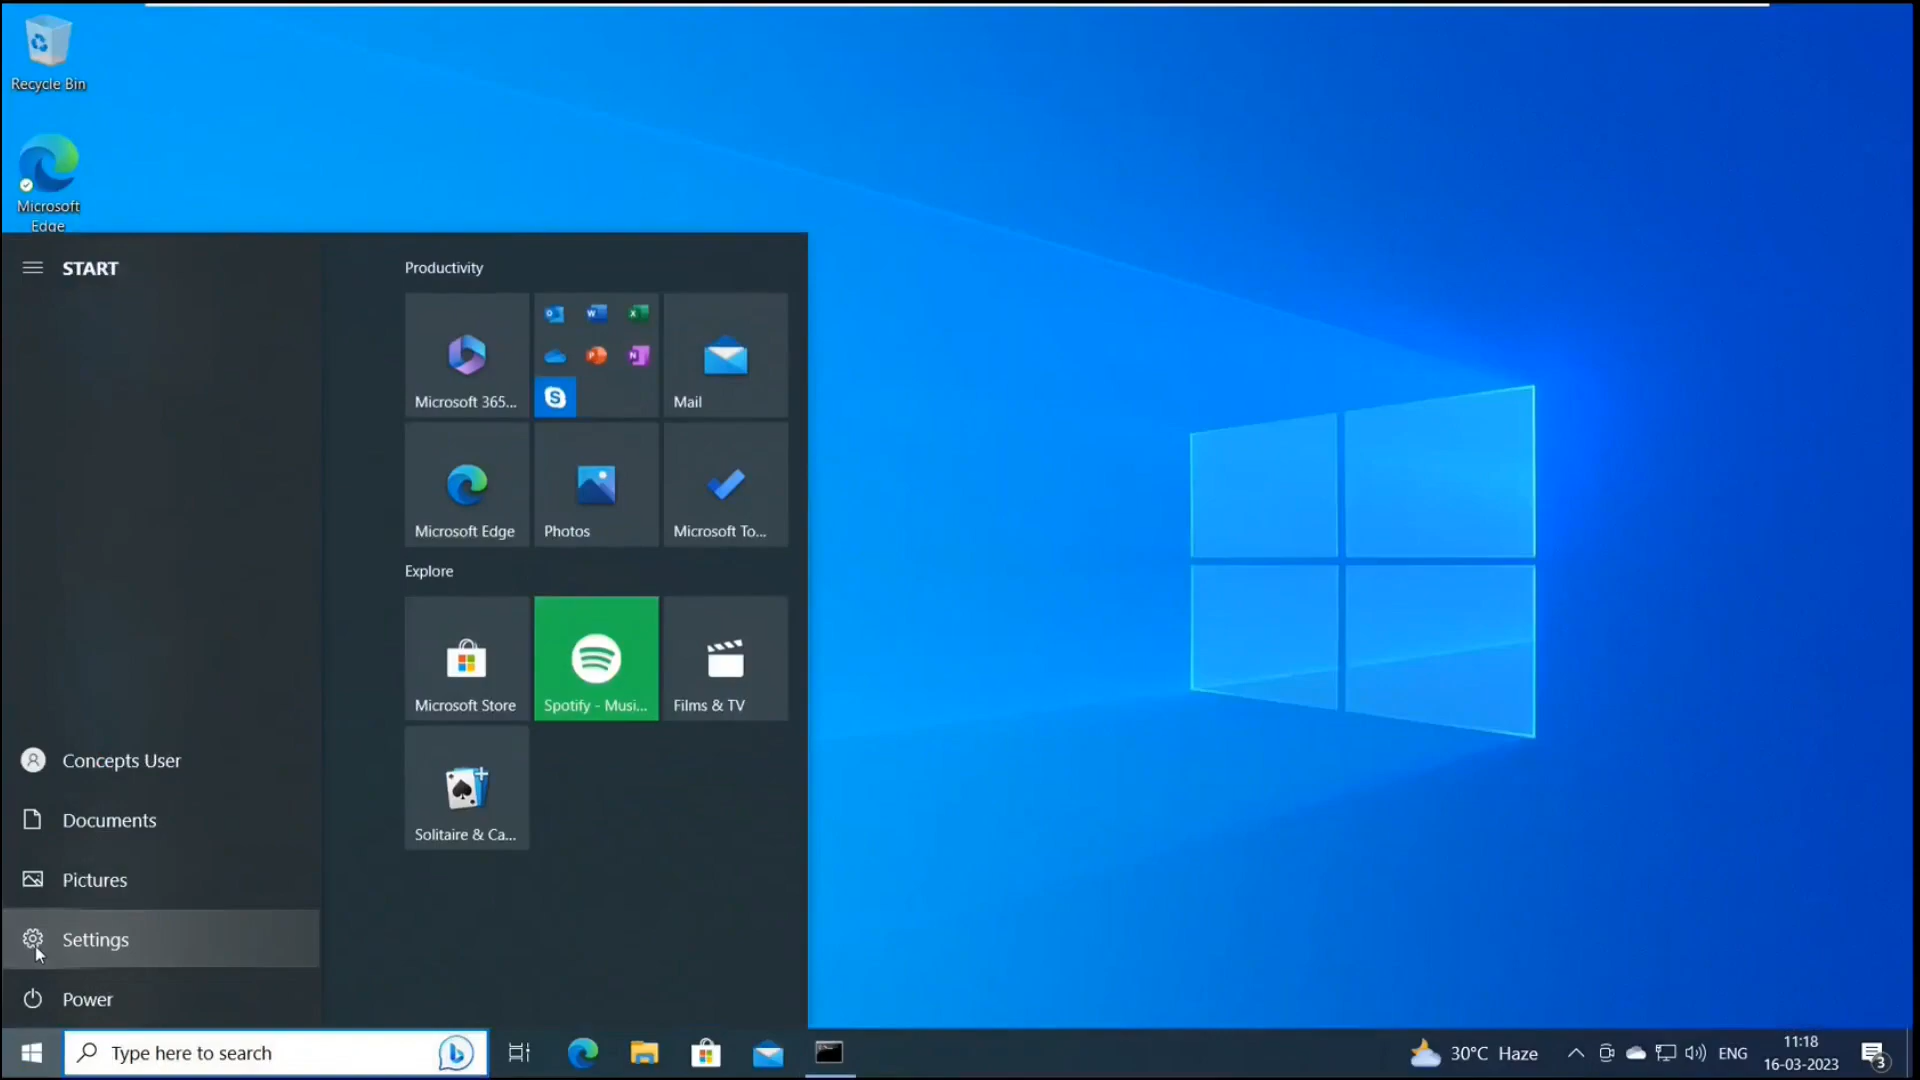 Recycle Bin
Microsoft
Edge
START
Productivity
Microsoft 365...
Mail
Microsoft Edge
Photos
Microsoft To...
Explore
Microsoft Store
Spotify - Musi...
Films & TV
Solitaire & Ca...
Concepts User
Documents
Pictures
Settings
Power
Type here to search
30°C Haze
ENG
11:18
16-03-2023
3